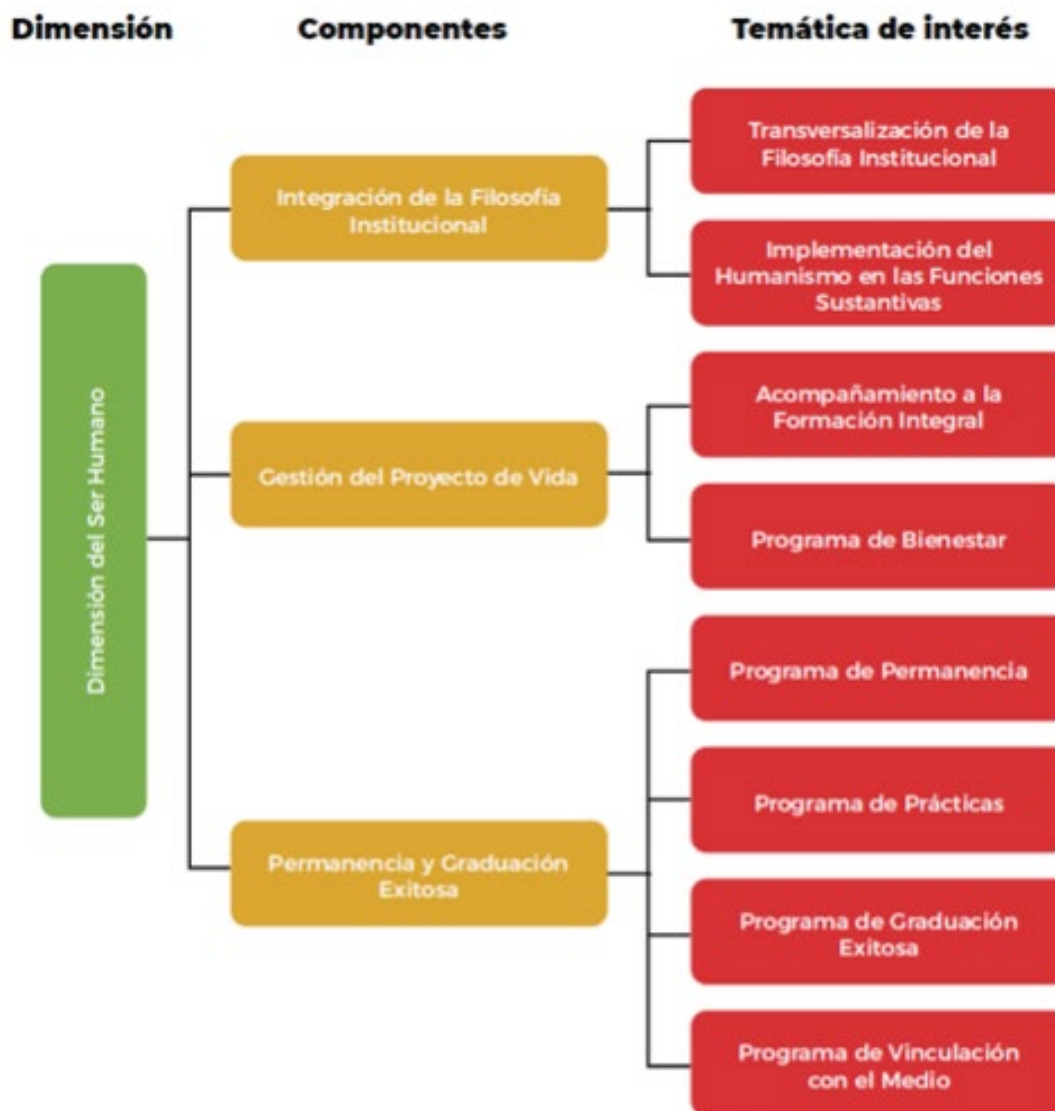 Dimensión
Componentes
Temática de interés
Dimensión del Ser Humano
Integración de la Filosofía
Institucional
Transversalización de la
Filosofía Institucional
Implementación del
Humanismo en las Funciones
Sustantivas
Gestión del Proyecto de Vida
Acompañamiento a la
Formación Integral
Programa de Bienestar
Permanencia y Graduación
Exitosa
Programa de Permanencia
Programa de Prácticas
Programa de Graduación
Exitosa
Programa de Vinculación
con el Medio